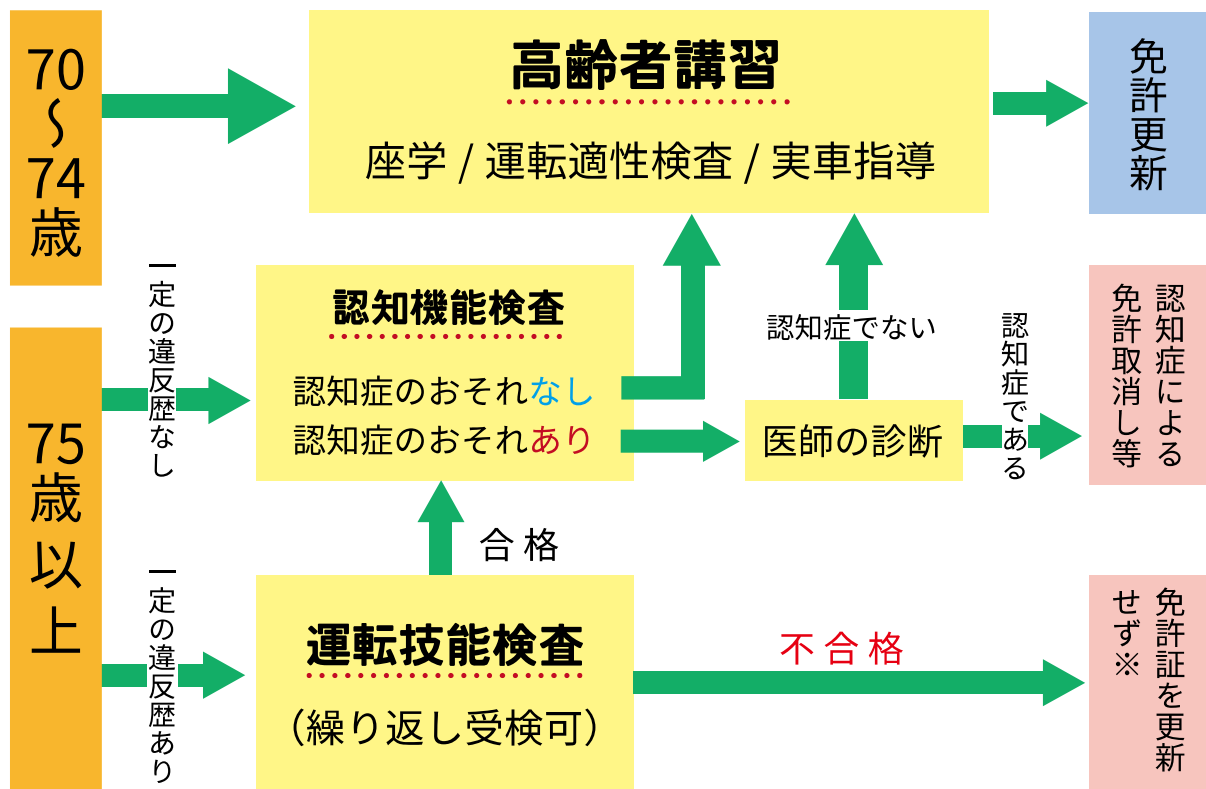 70〜74歳
高齢者講習
座学 / 運転適性検査 / 実車指導
免許更新
75歳以上
一定の違反歴なし
認知機能検査
認知症のおそれなし
認知症のおそれあり
認知症でない
医師の診断
認知症である
認知症による
免許取消し等
一定の違反歴あり
合格
運転技能検査
（繰り返し受検可）
不合格
免許証を更新
せず※